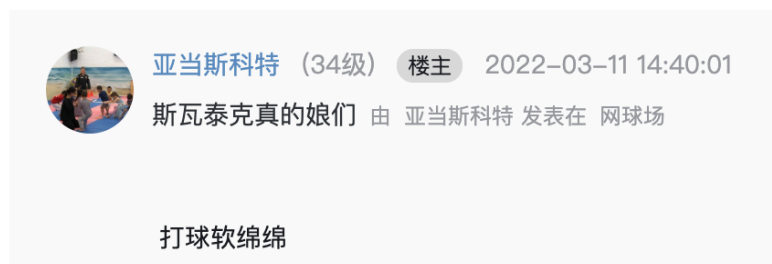 亚当斯科特 （34级） 楼主 2022-03-11 14:40:01
斯瓦泰克真的娘们 由 亚当斯科特 发表在 网球场
打球软绵绵